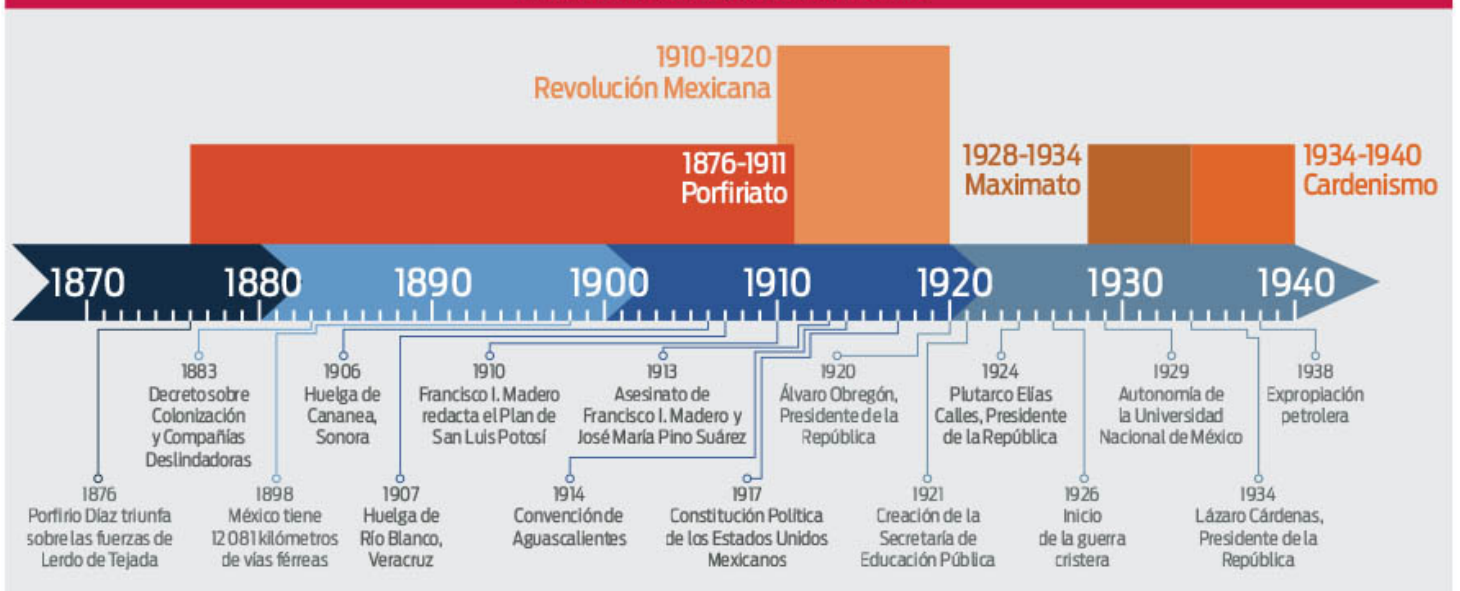 1910-1920
Revolución Mexicana
1876-1911
Porfiriato
1928-1934
Maximato
1934-1940
Cardenismo
1870 1880 1890 1900 1910 1920 1930 1940
1883
Decreto sobre
Colonización
y Compañías
Deslindadoras
1906
Huelga de
Cananea,
Sonora
1910
Francisco I. Madero
redacta el Plan de
San Luis Potosí
1913
Asesinato de
Francisco I. Madero y
José María Pino Suárez
1920
Álvaro Obregón,
Presidente de la
República
1924
Plutarco Elías
Calles, Presidente
de la República
1929
Autonomía de
la Universidad
Nacional de México
1938
Expropiación
petrolera
1876
Porfirio Díaz triunfa
sobre las fuerzas de
Lerdo de Tejada
1898
México tiene
12 081 kilómetros
de vías férreas
1907
Huelga de
Río Blanco,
Veracruz
1914
Convención de
Aguascalientes
1917
Constitución Política
de los Estados Unidos
Mexicanos
1921
Creación de la
Secretaría de
Educación Pública
1926
Inicio
de la guerra
cristera
1934
Lázaro Cárdenas,
Presidente de la
República